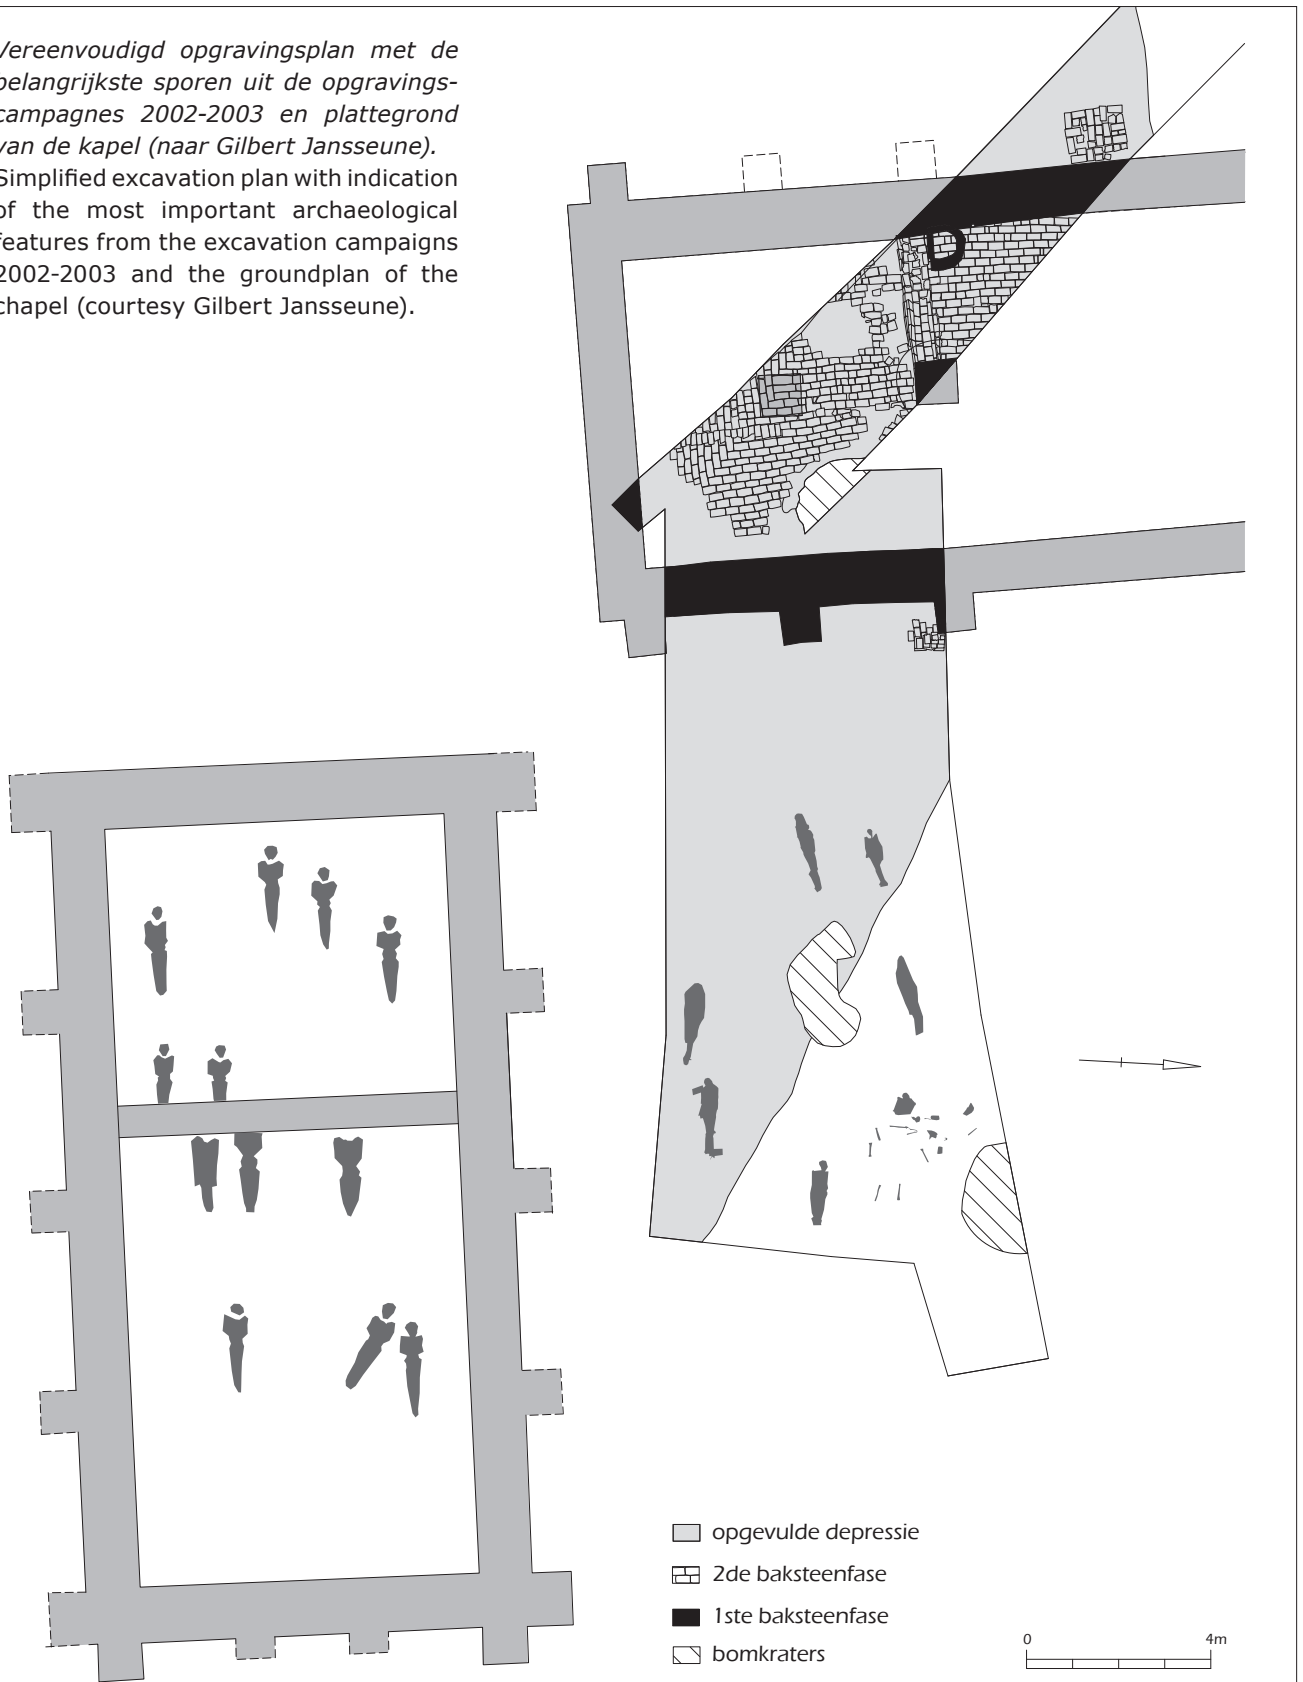 Vereenvoudigd opgravingsplan met de
belangrijkste sporen uit de opgravings-
campagnes 2002-2003 en plattegrond
van de kapel (naar Gilbert Jansseune).
Simplified excavation plan with indication
of the most important archaeological
features from the excavation campaigns
2002-2003 and the groundplan of the
chapel (courtesy Gilbert Jansseune).
opgevulde depressie
2de baksteenfase
1ste baksteenfase
bomkraters
0 4m